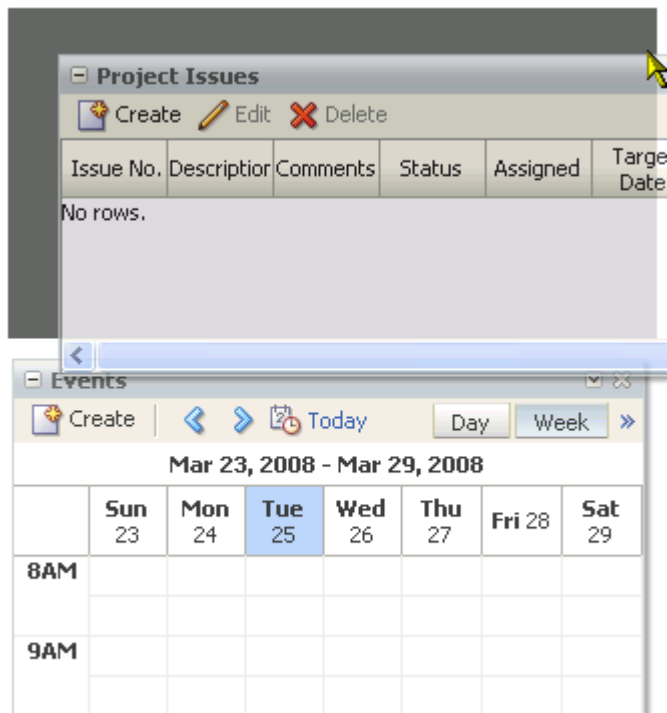 Project Issues
Create Edit Delete
Issue No. Description Comments Status Assigned Targe
Date
No rows.
Events
Create Today Day Week
Mar 23, 2008 - Mar 29, 2008
Sun Mon Tue Wed Thu Fri 28 Sat
23 24 25 26 27 29
8AM
9AM